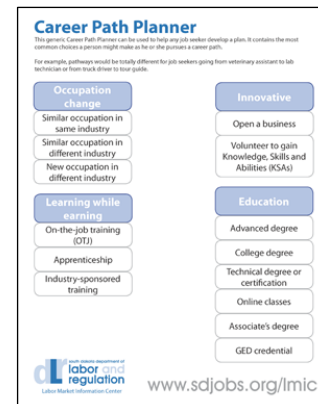 Career Path Planner
This generic Career Path Planner can be used to help any job seeker develop a plan. It contains the most
common choices a person might make as he or she pursues a career path.
For example, pathways would be totally different for job seekers going from veterinary assistant to lab
technician or from truck driver to tour guide.
Occupation
change
Similar occupation in
same industry
Similar occupation in
different industry
New occupation in
different industry
Learning while
earning
On-the-job training
(OTJ)
Apprenticeship
Industry-sponsored
training
Innovative
Open a business
Volunteer to gain
Knowledge, Skills and
Abilities (KSAs)
Education
Advanced degree
College degree
Technical degree or
certification
Online classes
Associate's degree
GED credential
dlr
south dakota department of
labor and
regulation
Labor Market Information Center
www.sdjobs.org/lmic